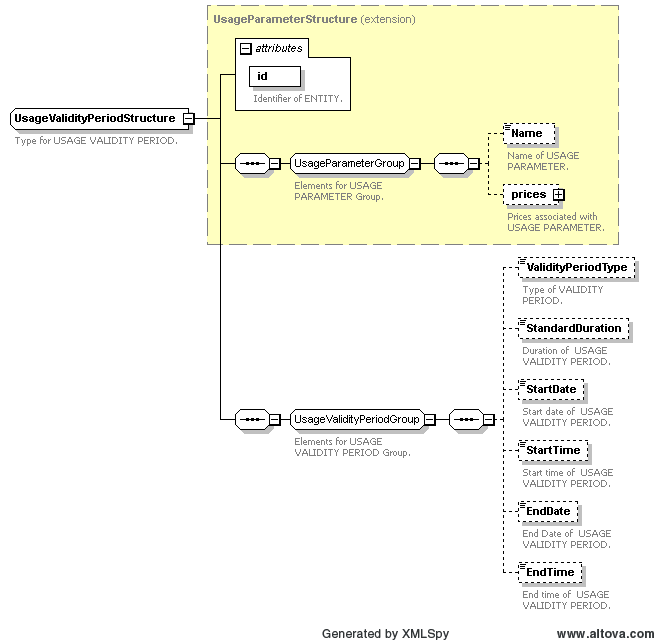 UsageParameterStructure (extension)
attributes
id
Identifier of ENTITY.
UsageValidityPeriodStructure
Type for USAGE VALIDITY PERIOD.
UsageParameterGroup
Elements for USAGE
PARAMETER Group.
Name
Name of USAGE
PARAMETER.
prices
Prices associated with
USAGE PARAMETER.
UsageValidityPeriodGroup
Elements for USAGE
VALIDITY PERIOD Group.
ValidityPeriodType
Type of VALIDITY
PERIOD.
StandardDuration
Duration of USAGE
VALIDITY PERIOD.
StartDate
Start date of USAGE
VALIDITY PERIOD.
StartTime
Start time of USAGE
VALIDITY PERIOD.
EndDate
End Date of USAGE
VALIDITY PERIOD.
EndTime
End time of USAGE
VALIDITY PERIOD.
Generated by XMLSpy
www.altova.com